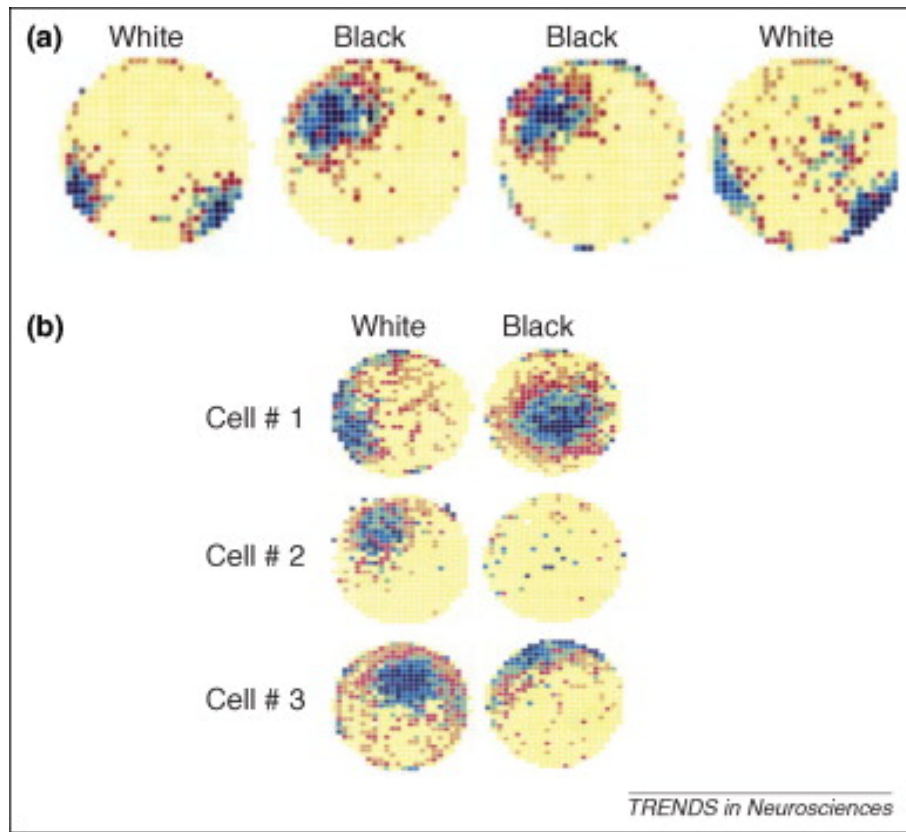 (a) White Black Black White
(b) White Black
Cell # 1
Cell # 2
Cell # 3
TRENDS in Neurosciences